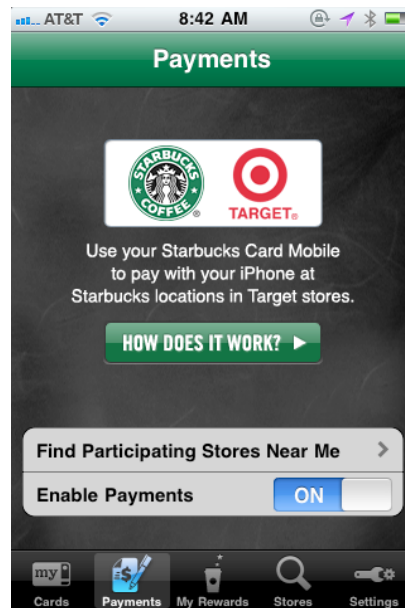 AT&T 8:42 AM
Payments
STARBUCKS
COFFEE
®
TARGET®
Use your Starbucks Card Mobile
to pay with your iPhone at
Starbucks locations in Target stores.
HOW DOES IT WORK?
Find Participating Stores Near Me
Enable Payments ON
my $
Cards Payments My Rewards Stores Settings